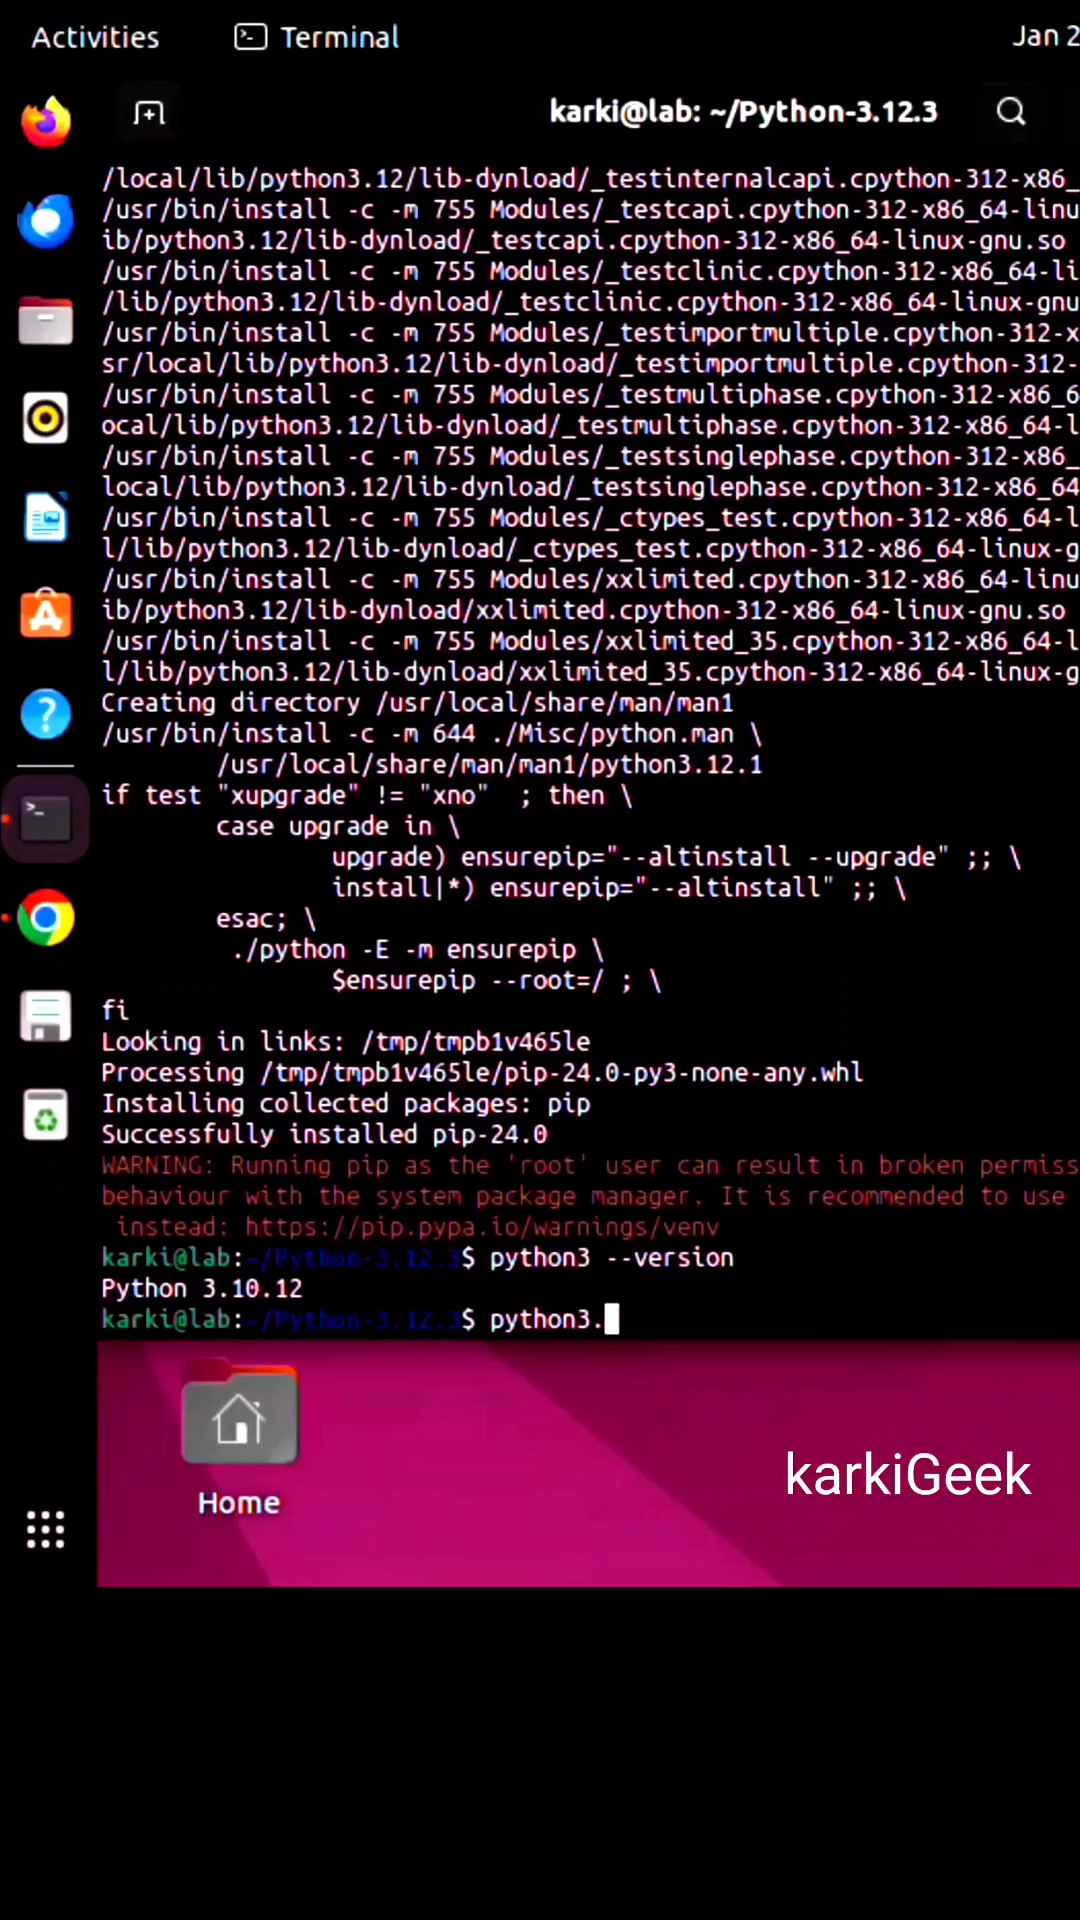 Activities
Terminal
Jan 2
karki@lab: ~/Python-3.12.3
/local/lib/python3.12/lib-dynload/_testinternalcapi.cpython-312-x86_
/usr/bin/install -c -m 755 Modules/_testcapi.cpython-312-x86_64-linu
ib/python3.12/lib-dynload/_testcapi.cpython-312-x86_64-linux-gnu.so
/usr/bin/install -c -m 755 Modules/_testclinic.cpython-312-x86_64-li
/lib/python3.12/lib-dynload/_testclinic.cpython-312-x86_64-linux-gnu
/usr/bin/install -c -m 755 Modules/_testimportmultiple.cpython-312-x
sr/local/lib/python3.12/lib-dynload/_testimportmultiple.cpython-312-
/usr/bin/install -c -m 755 Modules/_testmultiphase.cpython-312-x86_6
ocal/lib/python3.12/lib-dynload/_testmultiphase.cpython-312-x86_64-l
/usr/bin/install -c -m 755 Modules/_testsinglephase.cpython-312-x86_
local/lib/python3.12/lib-dynload/_testsinglephase.cpython-312-x86_64
/usr/bin/install -c -m 755 Modules/_ctypes_test.cpython-312-x86_64-l
l/lib/python3.12/lib-dynload/_ctypes_test.cpython-312-x86_64-linux-g
/usr/bin/install -c -m 755 Modules/xxlimited.cpython-312-x86_64-linu
ib/python3.12/lib-dynload/xxlimited.cpython-312-x86_64-linux-gnu.so
/usr/bin/install -c -m 755 Modules/xxlimited_35.cpython-312-x86_64-l
l/lib/python3.12/lib-dynload/xxlimited_35.cpython-312-x86_64-linux-g
Creating directory /usr/local/share/man/man1
/usr/bin/install -c -m 644 ./Misc/python.man \
/usr/local/share/man/man1/python3.12.1
if test "xupgrade" != "xno"  ; then \
case upgrade in \
upgrade) ensurepip="--altinstall --upgrade" ;; \
install|*) ensurepip="--altinstall" ;; \
esac; \
./python -E -m ensurepip \
$ensurepip --root=/ ; \
fi
Looking in links: /tmp/tmpb1v465le
Processing /tmp/tmpb1v465le/pip-24.0-py3-none-any.whl
Installing collected packages: pip
Successfully installed pip-24.0
WARNING: Running pip as the 'root' user can result in broken permiss
behaviour with the system package manager. It is recommended to use
instead: https://pip.pypa.io/warnings/venv
karki@lab:~/Python-3.12.3$ python3 --version
Python 3.10.12
karki@lab:~/Python-3.12.3$ python3.
Home
karkiGeek